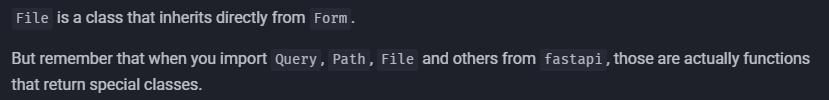 File is a class that inherits directly from Form.
But remember that when you import Query, Path, File and others from fastapi, those are actually functions
that return special classes.